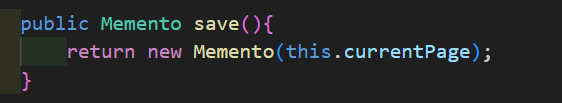 public Memento save(){
    return new Memento(this.currentPage);
}